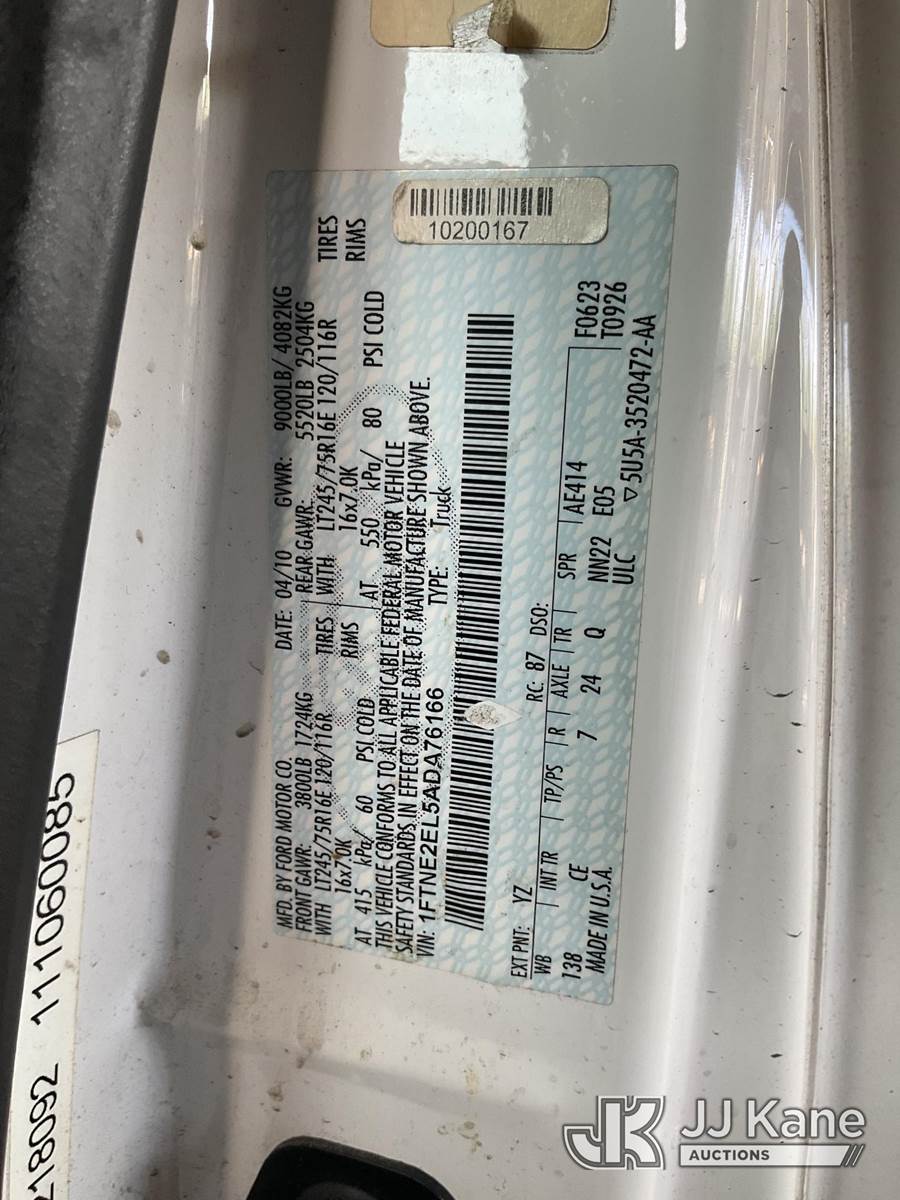 10200167
MFD. BY FORD MOTOR CO. DATE: 04/10 GVWR: 9000LB/ 4082KG
FRONT GAWR: 3800LB 1724KG REAR GAWR: 5520LB 2504KG
WITH LT245/75R16E 120/116R TIRES WITH LT245/75R16E 120/116R TIRES
16x7.0K RIMS 16x7.0K RIMS
AT 415 kPa/ 60 PSI COLD AT 550 kPa/ 80 PSI COLD
THIS VEHICLE CONFORMS TO ALL APPLICABLE FEDERAL MOTOR VEHICLE
SAFETY STANDARDS IN EFFECT ON THE DATE OF MANUFACTURE SHOWN ABOVE.
VIN: 1FTNE2EL5ADA76166 TYPE: Truck
EXT PNT: YZ RC: 87 DSO: F0623
WB INT TR TP/PS R AXLE TR SPR T0926
138 CE 7 24 Q NN22 AE414
MADE IN U.S.A. ULC E05
▽5U5A-3520472-AA
218092 111060085
JK JJ Kane
AUCTIONS